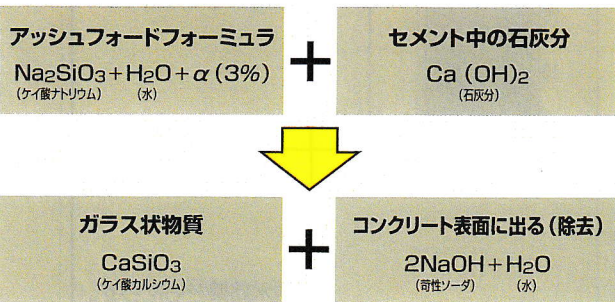 アッシュフォードフォーミュラ
Na₂SiO₃+H₂O+α(3%)
(ケイ酸ナトリウム) (水)
+
セメント中の石灰分
Ca(OH)₂
(石灰分)
ガラス状物質
CaSiO₃
(ケイ酸カルシウム)
+
コンクリート表面に出る(除去)
2NaOH+H₂O
(苛性ソーダ) (水)